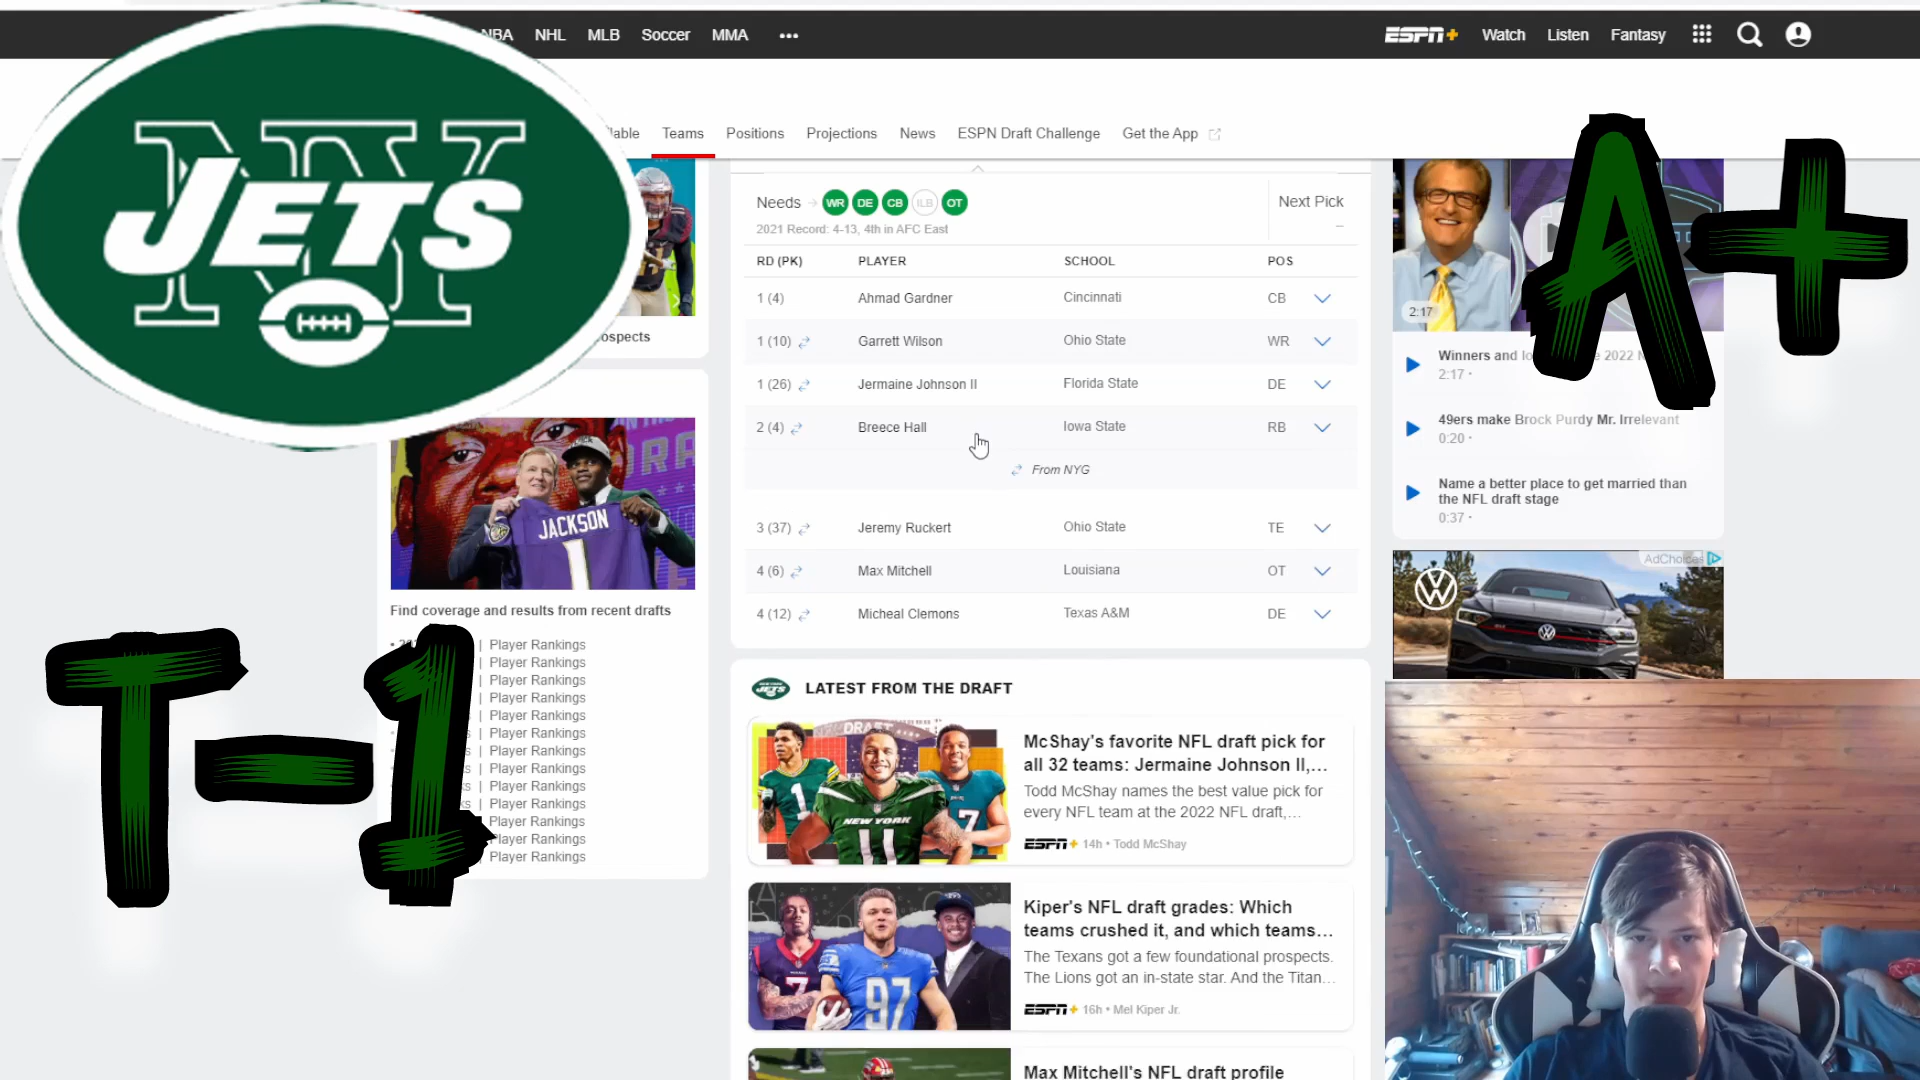 NBA NHL MLB Soccer MMA •••
ESPN+ Watch Listen Fantasy
NY
JETS
Teams Positions Projections News ESPN Draft Challenge Get the App
A+
Needs WR DE CB ILB OT
2021 Record: 4-13, 4th in AFC East
Next Pick
--
RD (PK) PLAYER SCHOOL POS
1 (4) Ahmad Gardner Cincinnati CB
1 (10) Garrett Wilson Ohio State WR
1 (26) Jermaine Johnson II Florida State DE
2 (4) Breece Hall Iowa State RB
From NYG
3 (37) Jeremy Ruckert Ohio State TE
4 (6) Max Mitchell Louisiana OT
4 (12) Micheal Clemons Texas A&M DE
2:17
Winners and 2022
2:17 •
49ers make Brock Purdy Mr. Irrelevant
0:20 •
Name a better place to get married than
the NFL draft stage
0:37 •
AdChoices
JACKSON
1
Find coverage and results from recent drafts
| Player Rankings
| Player Rankings
| Player Rankings
| Player Rankings
| Player Rankings
| Player Rankings
| Player Rankings
| Player Rankings
| Player Rankings
| Player Rankings
| Player Rankings
| Player Rankings
| Player Rankings
T-1
JETS LATEST FROM THE DRAFT
DRAFT
NEW YORK
11
1
7
McShay's favorite NFL draft pick for
all 32 teams: Jermaine Johnson II,...
Todd McShay names the best value pick for
every NFL team at the 2022 NFL draft,...
ESPN+ 14h • Todd McShay
97
Kiper's NFL draft grades: Which
teams crushed it, and which teams...
The Texans got a few foundational prospects.
The Lions got an in-state star. And the Titan...
ESPN+ 16h • Mel Kiper Jr.
Max Mitchell's NFL draft profile